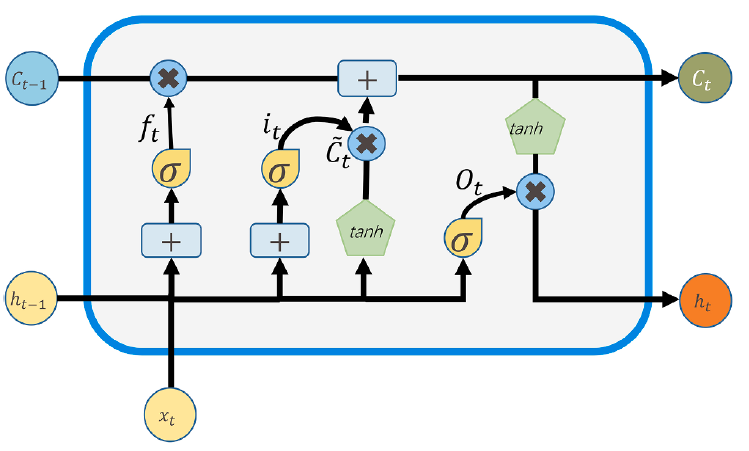 C_{t-1}
+
C_t
tanh
f_t
i_t
C̃_t
σ
σ
O_t
+
+
tanh
σ
h_{t-1}
h_t
x_t